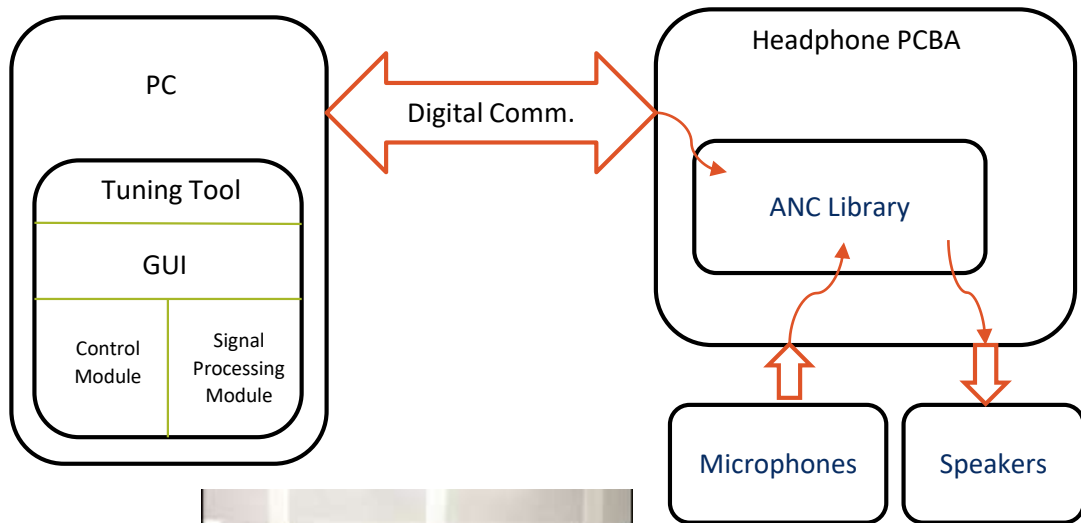 PC
Tuning Tool
GUI
Control
Module
Signal
Processing
Module
Digital Comm.
Headphone PCBA
ANC Library
Microphones
Speakers